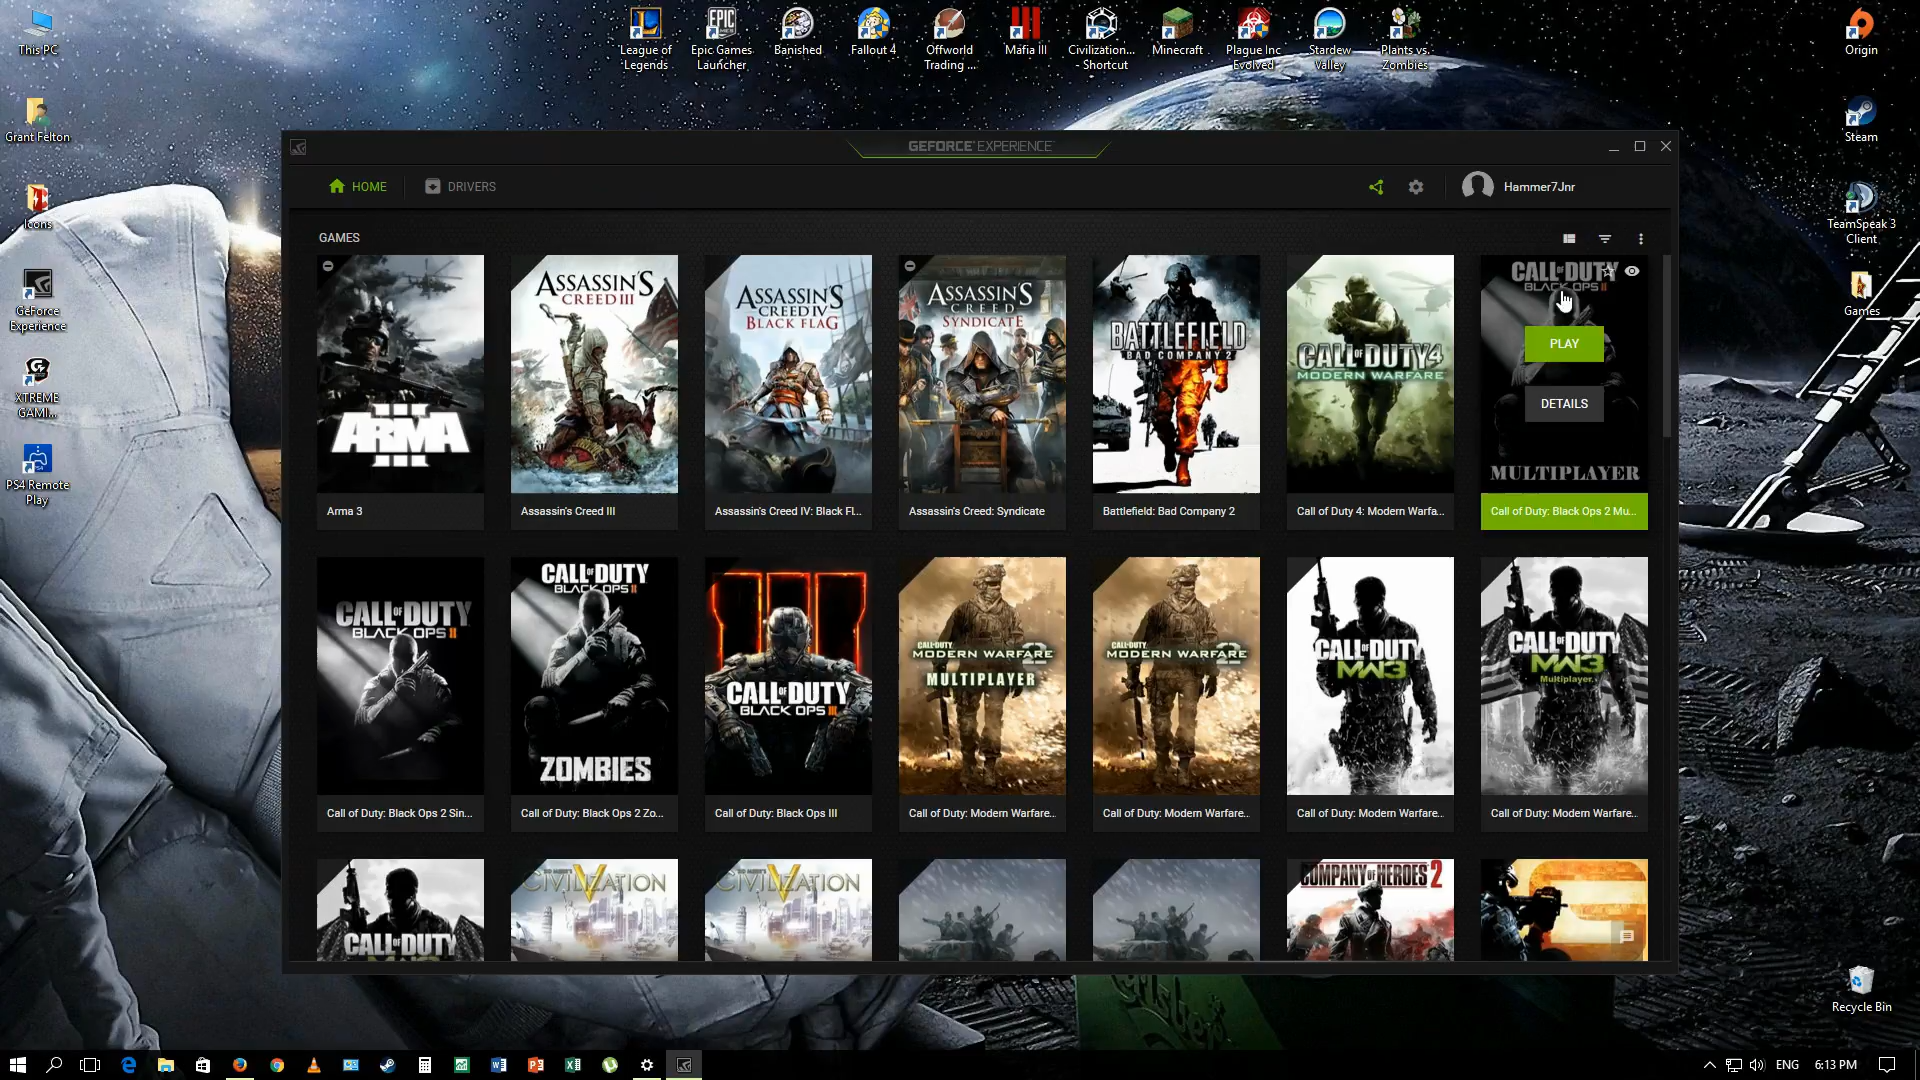 This PC
League of
Legends
Epic Games
Launcher
Banished
Fallout 4
Offworld
Trading ...
Mafia III
Civilization...
- Shortcut
Minecraft
Plague Inc
Evolved
Stardew
Valley
Plants vs.
Zombies
Origin
Grant Felton
Steam
Icons
TeamSpeak 3
Client
GeForce
Experience
Games
XTREME
GAMI...
PS4 Remote
Play
Recycle Bin
GEFORCE EXPERIENCE
HOME
DRIVERS
Hammer7Jnr
GAMES
ARMA
III
ASSASSIN'S
CREED III
ASSASSIN'S
CREED IV
BLACK FLAG
ASSASSIN'S
CREED
SYNDICATE
BATTLEFIELD
BAD COMPANY 2
CALL OF DUTY 4
MODERN WARFARE
CALL OF DUTY
BLACK OPS II
PLAY
DETAILS
MULTIPLAYER
Arma 3
Assassin's Creed III
Assassin's Creed IV: Black Fl...
Assassin's Creed: Syndicate
Battlefield: Bad Company 2
Call of Duty 4: Modern Warfa...
Call of Duty: Black Ops 2 Mu...
CALL OF DUTY
BLACK OPS II
CALL OF DUTY
BLACK OPS II
ZOMBIES
CALL OF DUTY
BLACK OPS III
CALL OF DUTY
MODERN WARFARE 2
MULTIPLAYER
CALL OF DUTY
MODERN WARFARE 2
CALL OF DUTY
MW3
CALL OF DUTY
MW3
Multiplayer.
Call of Duty: Black Ops 2 Sin...
Call of Duty: Black Ops 2 Zo...
Call of Duty: Black Ops III
Call of Duty: Modern Warfare...
Call of Duty: Modern Warfare...
Call of Duty: Modern Warfare...
Call of Duty: Modern Warfare...
CALL OF DUTY
CIVILIZATION
V
CIVILIZATION
V
COMPANY OF HEROES 2
ENG
6:13 PM